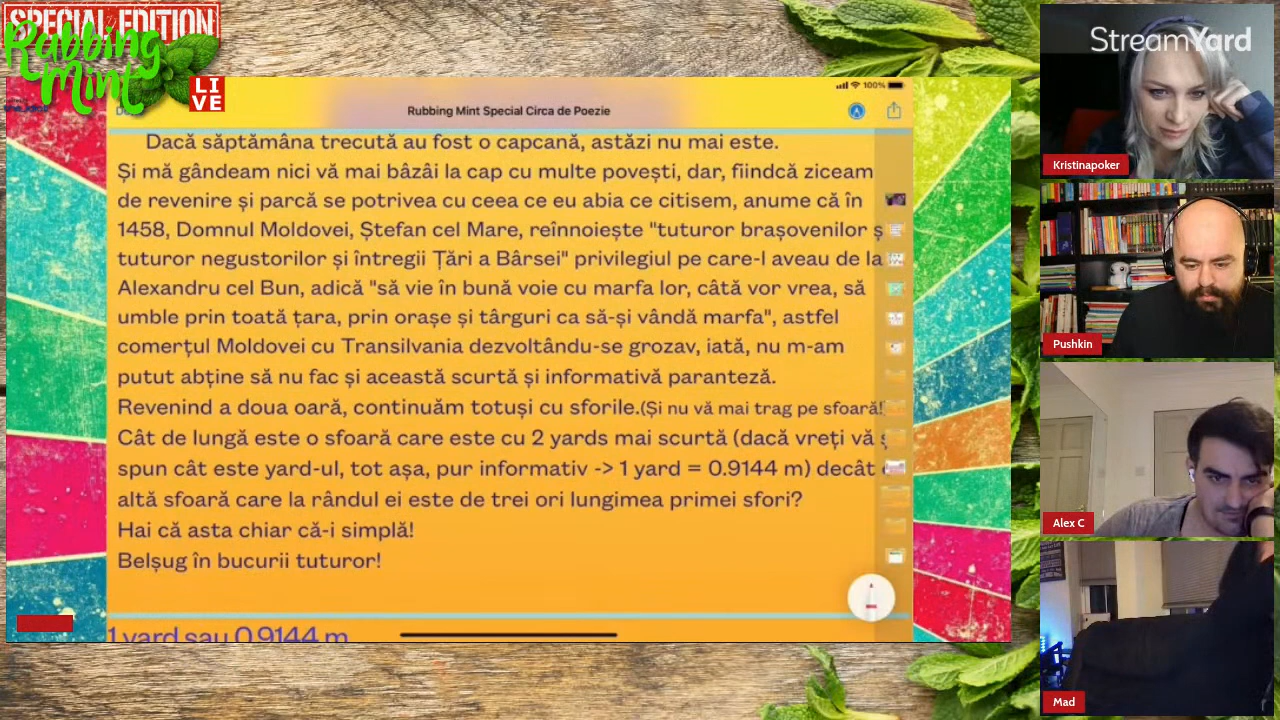 SPECIAL EDITION
Rubbing
Mint
LI
VE
StreamYard
100%
Rubbing Mint Special Circa de Poezie
Dacă săptămâna trecută au fost o capcană, astăzi nu mai este.
Și mă gândeam nici vă mai bâzâi la cap cu multe povești, dar, fiindcă ziceam
de revenire și parcă se potrivea cu ceea ce eu abia ce citisem, anume că în
1458, Domnul Moldovei, Ștefan cel Mare, reînnoiește "tuturor brașovenilor ș
tuturor negustorilor și întregii Țări a Bârsei" privilegiul pe care-l aveau de la
Alexandru cel Bun, adică "să vie în bună voie cu marfa lor, câtă vor vrea, să
umble prin toată țara, prin orașe și târguri ca să-și vândă marfa", astfel
comerțul Moldovei cu Transilvania dezvoltându-se grozav, iată, nu m-am
putut abține să nu fac și această scurtă și informativă paranteză.
Revenind a doua oară, continuăm totuși cu sforile.(Și nu vă mai trag pe sfoară!
Cât de lungă este o sfoară care este cu 2 yards mai scurtă (dacă vreți vă ș
spun cât este yard-ul, tot așa, pur informativ -> 1 yard = 0.9144 m) decât
altă sfoară care la rândul ei este de trei ori lungimea primei sfori?
Hai că asta chiar că-i simplă!
Belșug în bucurii tuturor!
1 yard sau 0.9144 m
Kristinapoker
Pushkin
Alex C
Mad